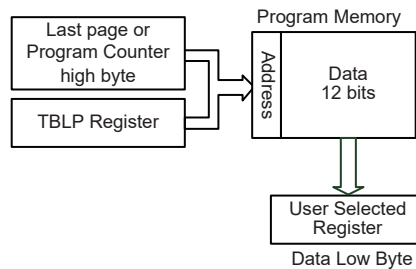 Program Memory
Last page or
Program Counter
high byte
TBLP Register
Address
Data
12 bits
User Selected
Register
Data Low Byte